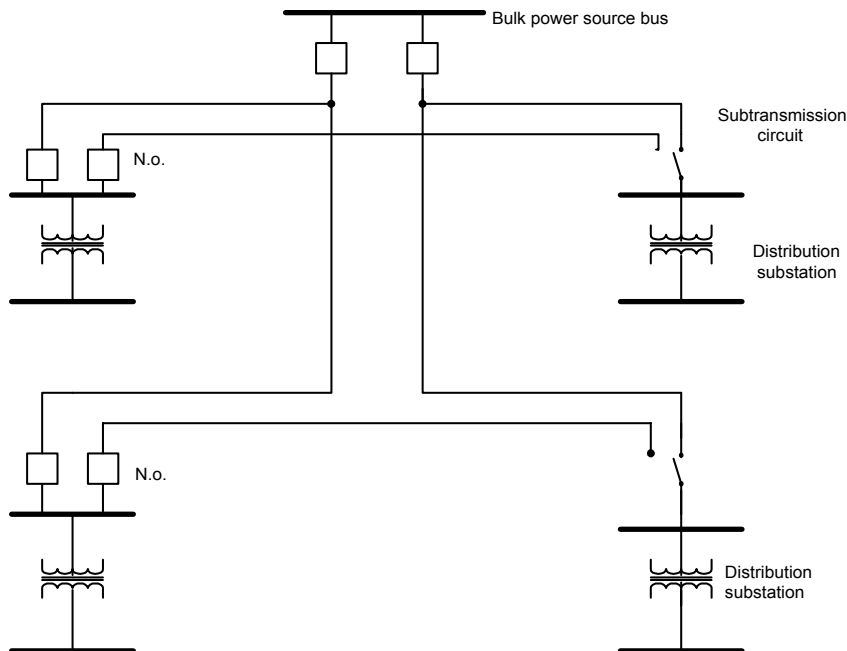 Bulk power source bus
Subtransmission
circuit
N.o.
Distribution
substation
N.o.
Distribution
substation